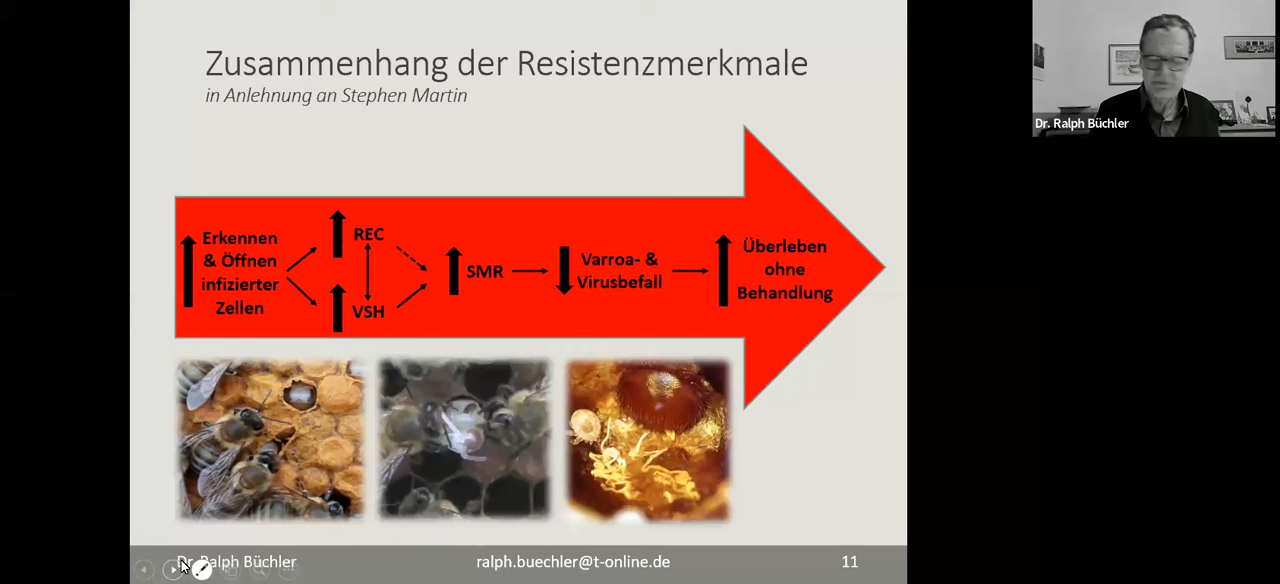 Zusammenhang der Resistenzmerkmale
in Anlehnung an Stephen Martin
Dr. Ralph Büchler
Erkennen
& Öffnen
infizierter
Zellen
REC
VSH
SMR
Varroa- &
Virusbefall
Überleben
ohne
Behandlung
Dr. Ralph Büchler
ralph.buechler@t-online.de
11